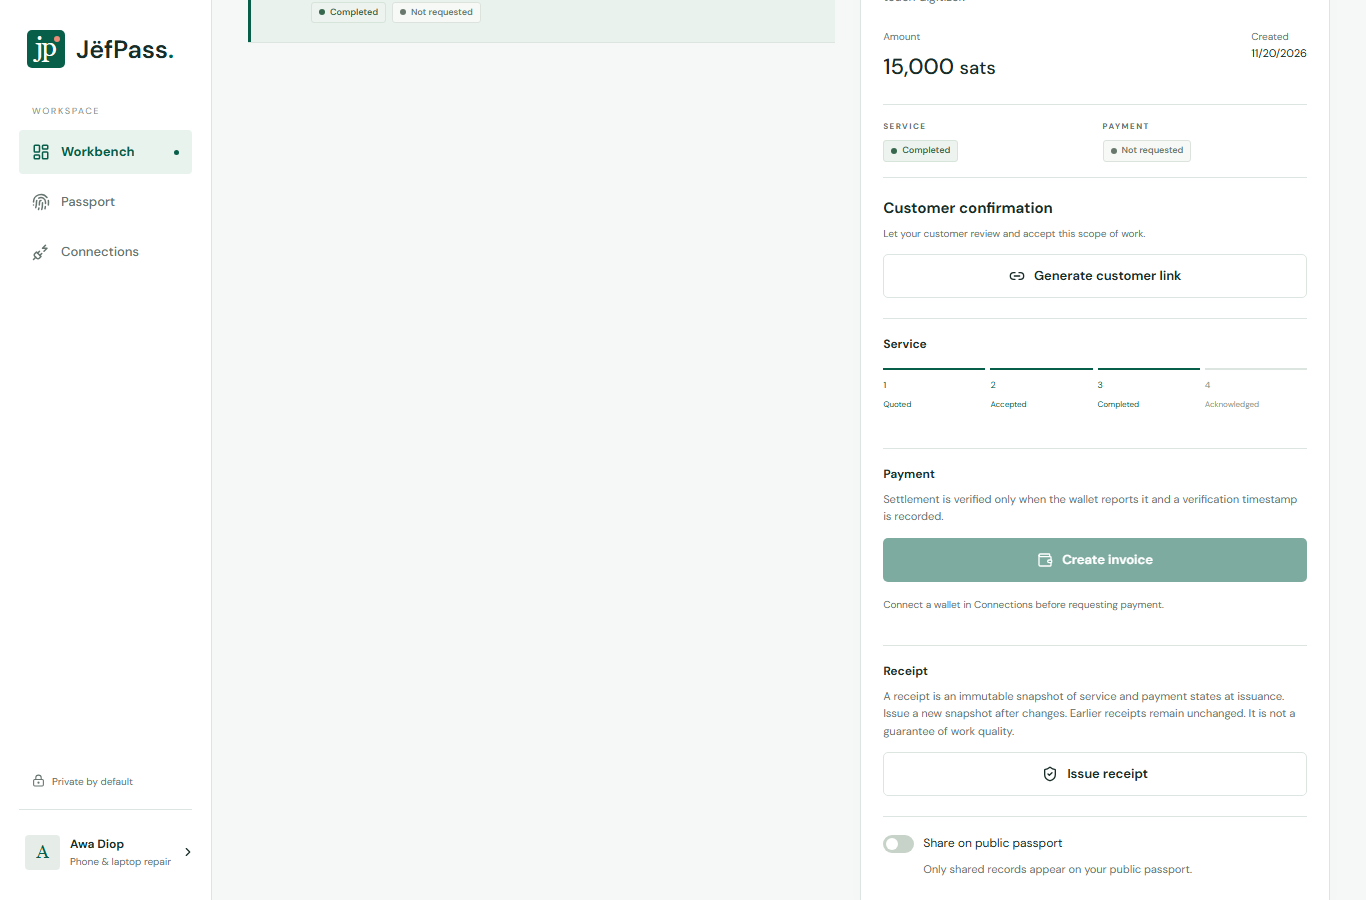 jp JëfPass.
WORKSPACE
Workbench
Passport
Connections
Private by default
A
Awa Diop
Phone & laptop repair
Completed
Not requested
Amount
15,000 sats
Created
11/20/2026
SERVICE
Completed
PAYMENT
Not requested
Customer confirmation
Let your customer review and accept this scope of work.
Generate customer link
Service
1
Quoted
2
Accepted
3
Completed
4
Acknowledged
Payment
Settlement is verified only when the wallet reports it and a verification timestamp
is recorded.
Create invoice
Connect a wallet in Connections before requesting payment.
Receipt
A receipt is an immutable snapshot of service and payment states at issuance.
Issue a new snapshot after changes. Earlier receipts remain unchanged. It is not a
guarantee of work quality.
Issue receipt
Share on public passport
Only shared records appear on your public passport.